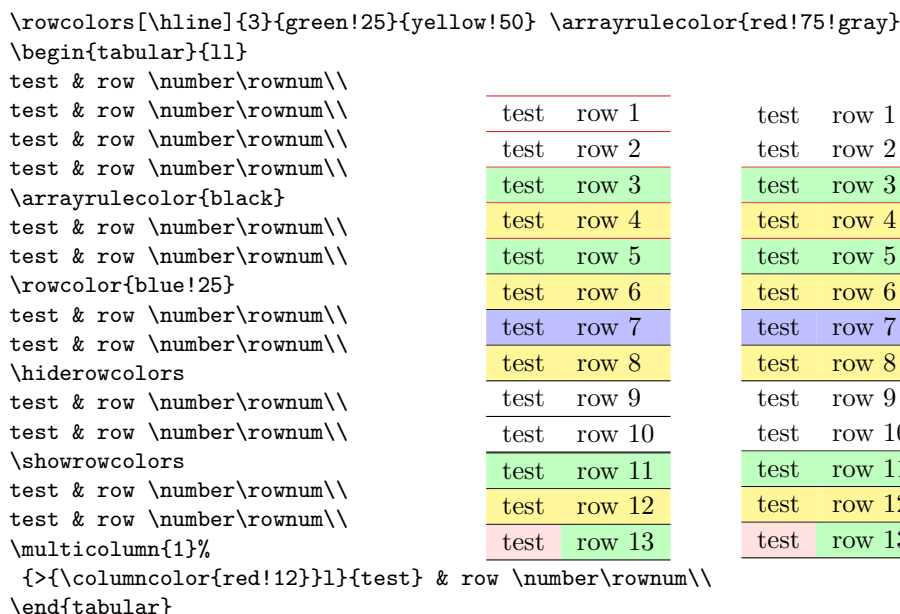 \rowcolors[\hline]{3}{green!25}{yellow!50} \arrayrulecolor{red!75!gray}
\begin{tabular}{ll}
test & row \number\rownum\\
test & row \number\rownum\\
test & row \number\rownum\\
test & row \number\rownum\\
\arrayrulecolor{black}
test & row \number\rownum\\
test & row \number\rownum\\
\rowcolor{blue!25}
test & row \number\rownum\\
test & row \number\rownum\\
\hiderowcolors
test & row \number\rownum\\
test & row \number\rownum\\
\showrowcolors
test & row \number\rownum\\
test & row \number\rownum\\
\multicolumn{1}%
{>{\columncolor{red!12}}l}{test} & row \number\rownum\\
\end{tabular}
test row 1
test row 2
test row 3
test row 4
test row 5
test row 6
test row 7
test row 8
test row 9
test row 10
test row 11
test row 12
test row 13
test row 1
test row 2
test row 3
test row 4
test row 5
test row 6
test row 7
test row 8
test row 9
test row
test row
test row
test row